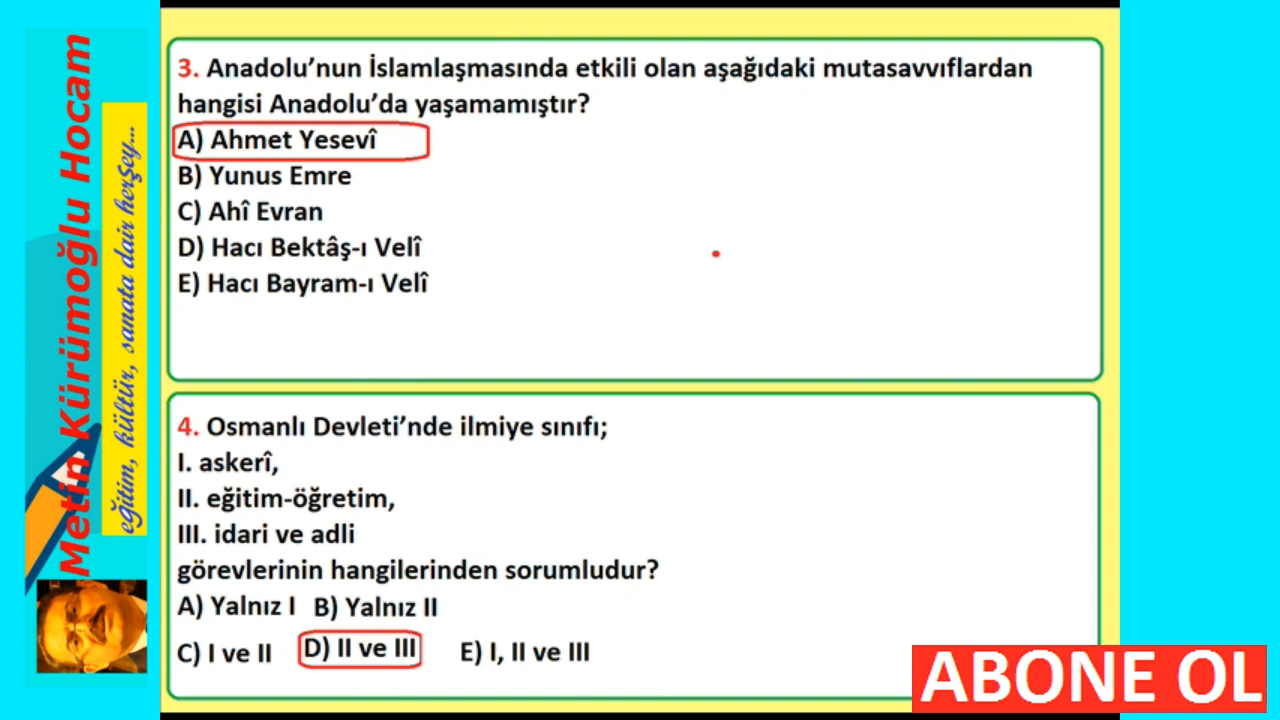 Metin Kürümoğlu Hocam
eğitim, kültür, sanata dair herşey...
3. Anadolu'nun İslamlaşmasında etkili olan aşağıdaki mutasavvıflardan
hangisi Anadolu'da yaşamamıştır?
A) Ahmet Yesevî
B) Yunus Emre
C) Ahî Evran
D) Hacı Bektâş-ı Velî
E) Hacı Bayram-ı Velî
4. Osmanlı Devleti'nde ilmiye sınıfı;
I. askerî,
II. eğitim-öğretim,
III. idari ve adli
görevlerinin hangilerinden sorumludur?
A) Yalnız I B) Yalnız II
C) I ve II D) II ve III E) I, II ve III
ABONE OL